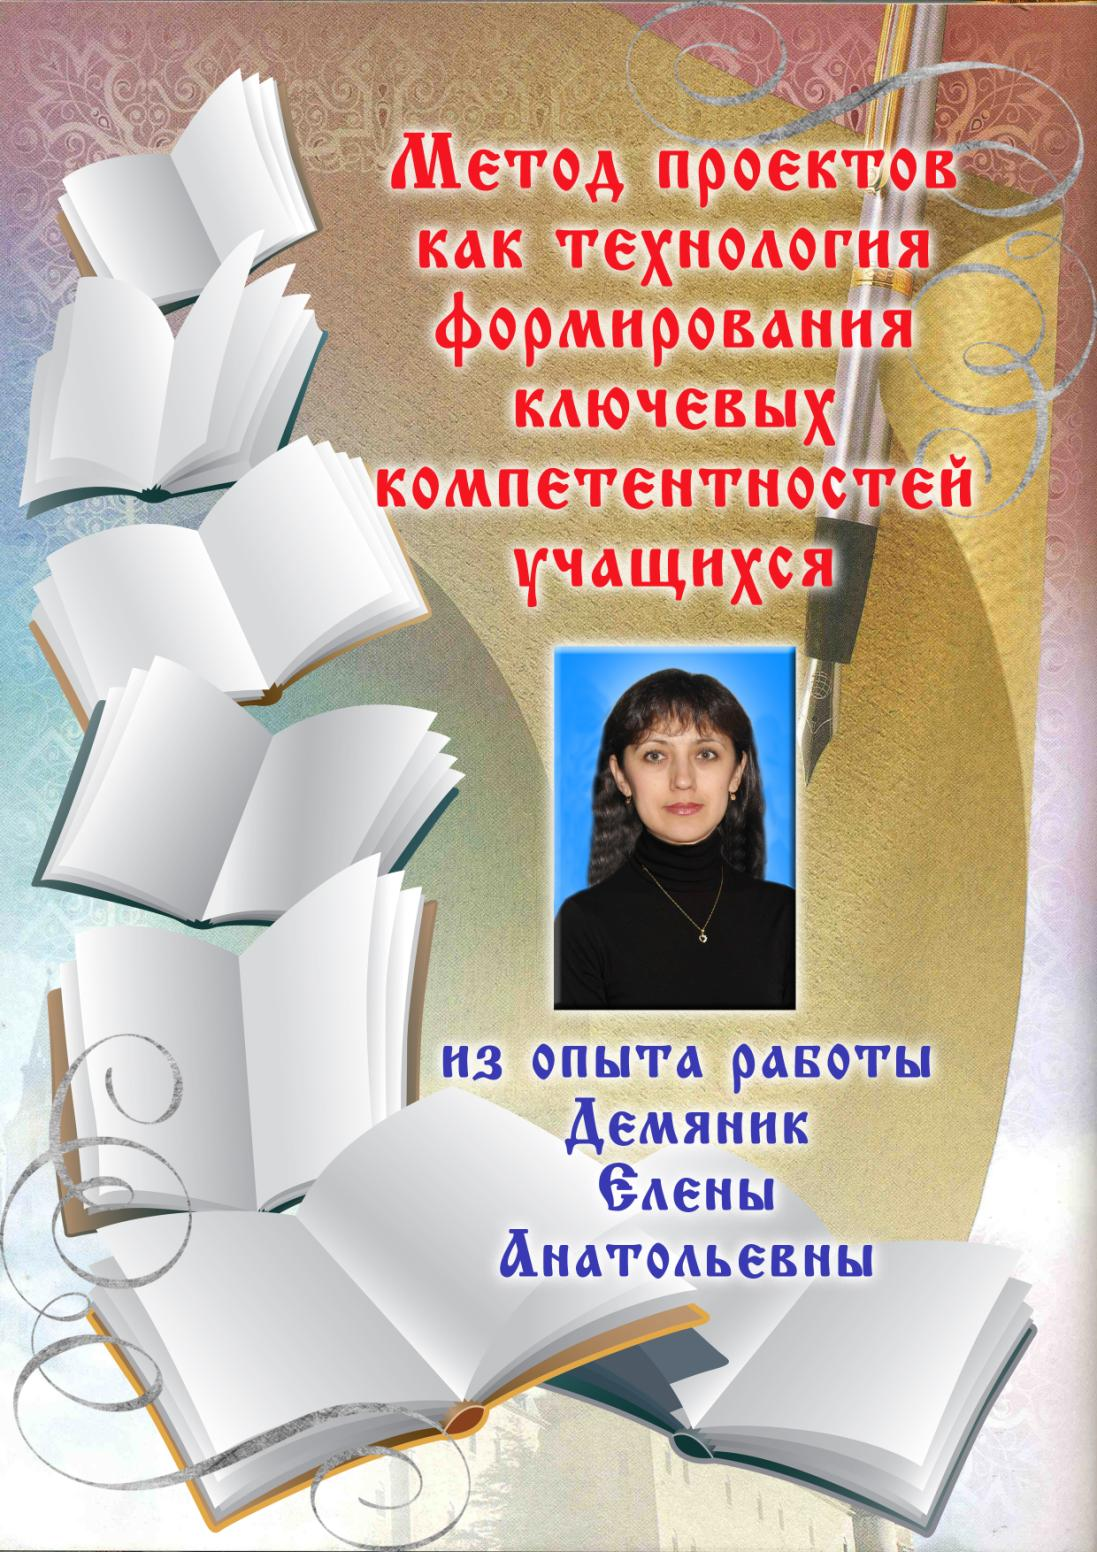 Метод проектов
как технология
формирования
ключевых
компетентностей
учащихся
из опыта работы
Демяник
Елены
Анатольевны